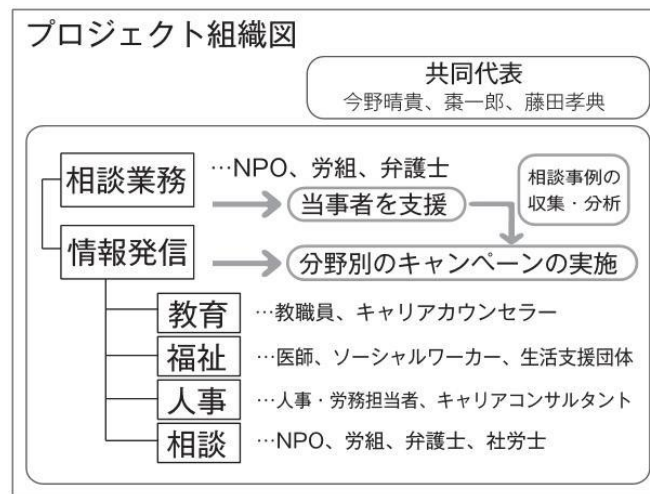 プロジェクト組織図
共同代表
今野晴貴、棗一郎、藤田孝典
相談業務
…NPO、労組、弁護士
当事者を支援
相談事例の
収集・分析
情報発信
分野別のキャンペーンの実施
教育
…教職員、キャリアカウンセラー
福祉
…医師、ソーシャルワーカー、生活支援団体
人事
…人事・労務担当者、キャリアコンサルタント
相談
…NPO、労組、弁護士、社労士